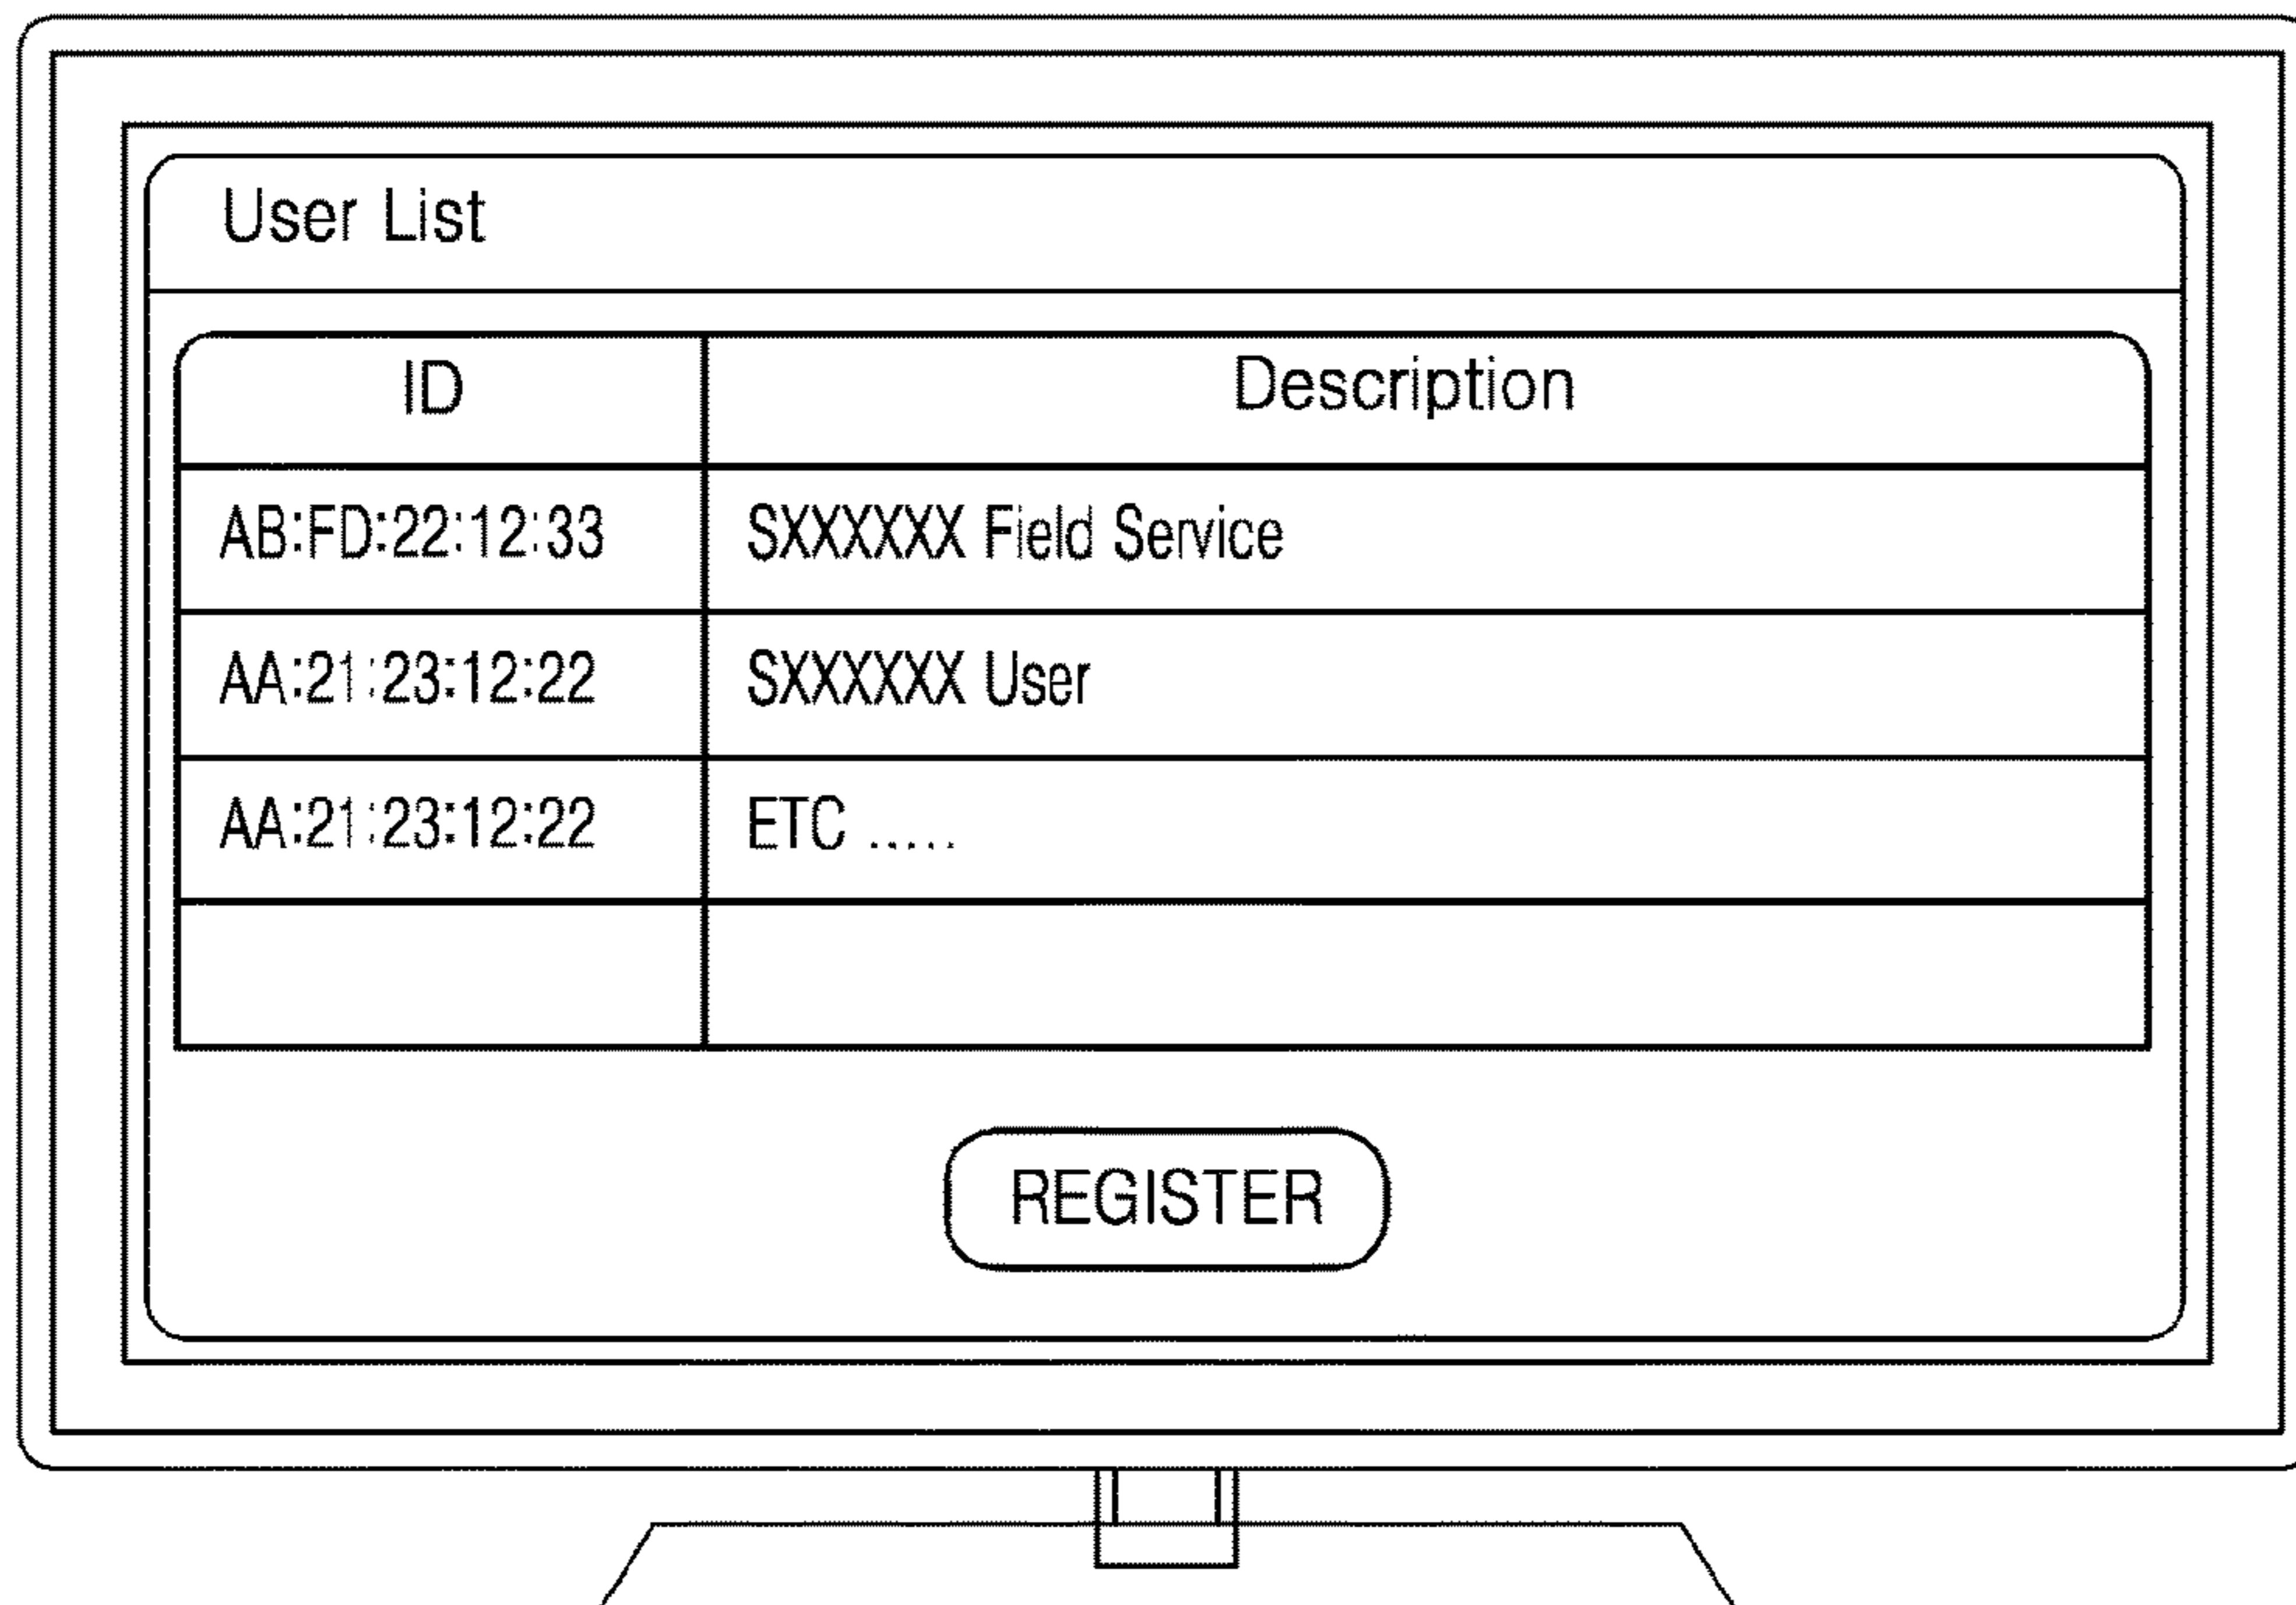 User List
ID Description
AB:FD:22:12:33 SXXXXXX Field Service
AA:21:23:12:22 SXXXXXX User
AA:21:23:12:22 ETC .....
REGISTER